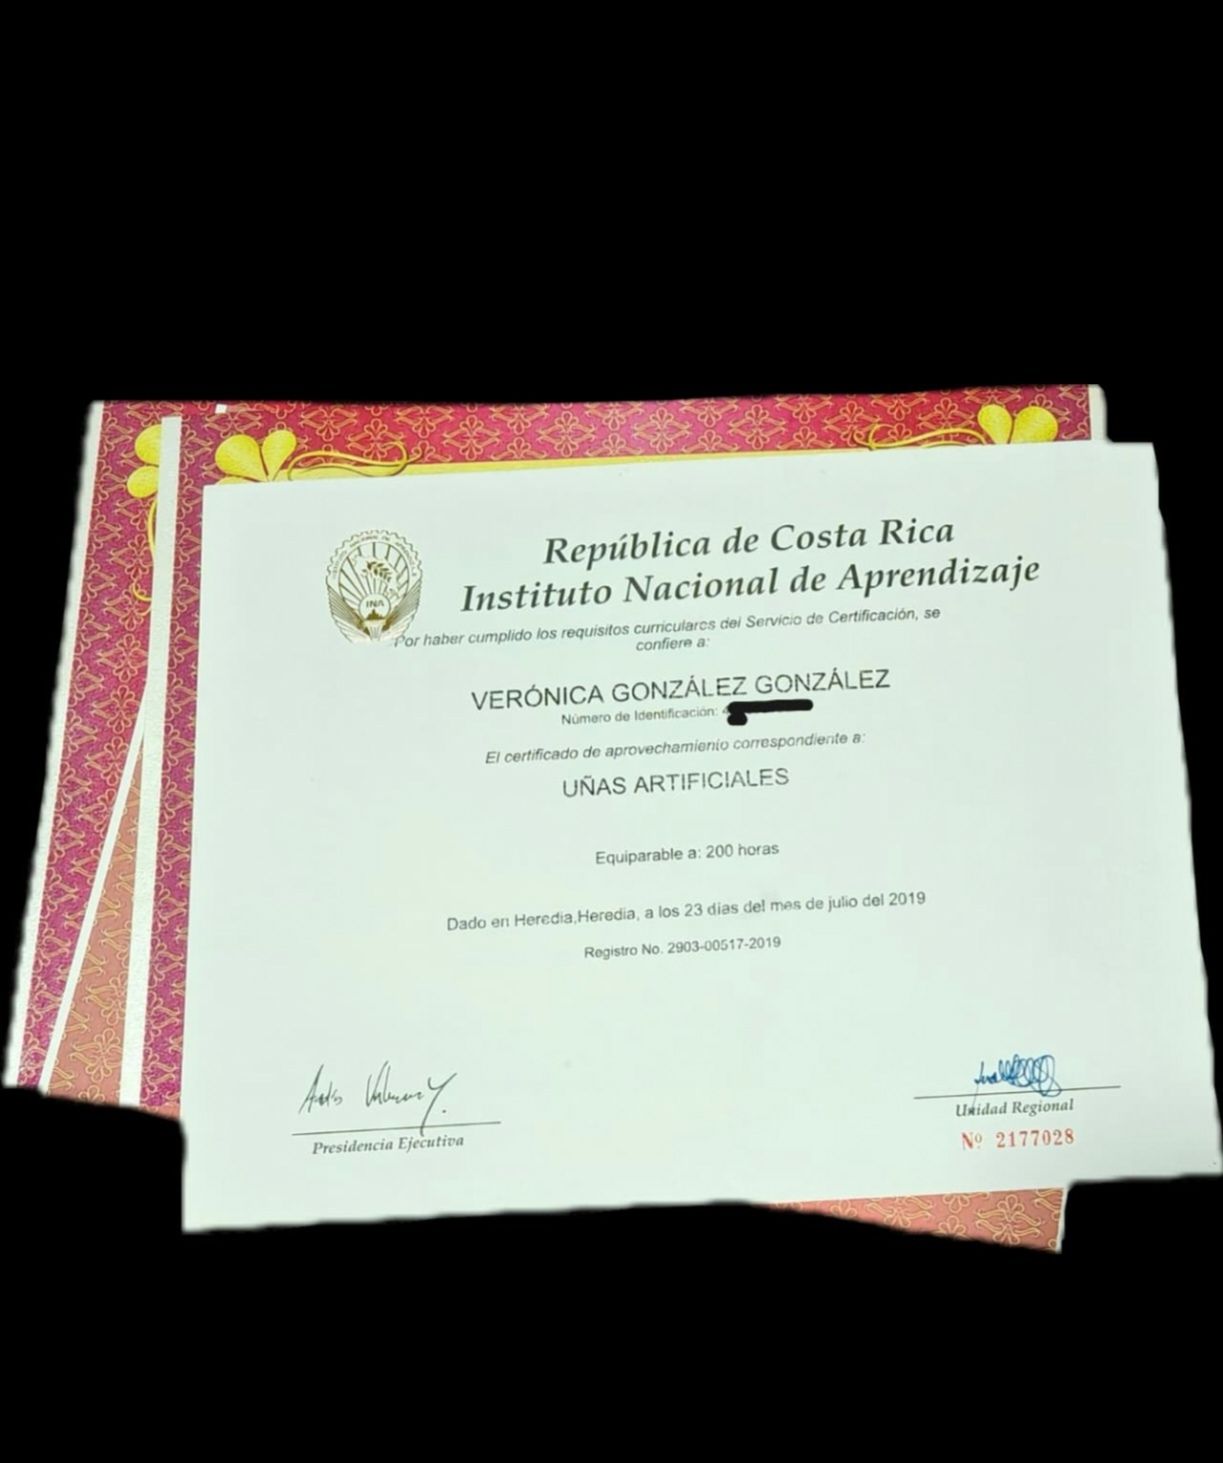 República de Costa Rica
Instituto Nacional de Aprendizaje
Por haber cumplido los requisitos curriculares del Servicio de Certificación, se
confiere a:
VERÓNICA GONZÁLEZ GONZÁLEZ
Número de Identificación:
El certificado de aprovechamiento correspondiente a:
UÑAS ARTIFICIALES
Equiparable a: 200 horas
Dado en Heredia,Heredia, a los 23 días del mes de julio del 2019
Registro No. 2903-00517-2019
INA
Presidencia Ejecutiva
Unidad Regional
Nº 2177028